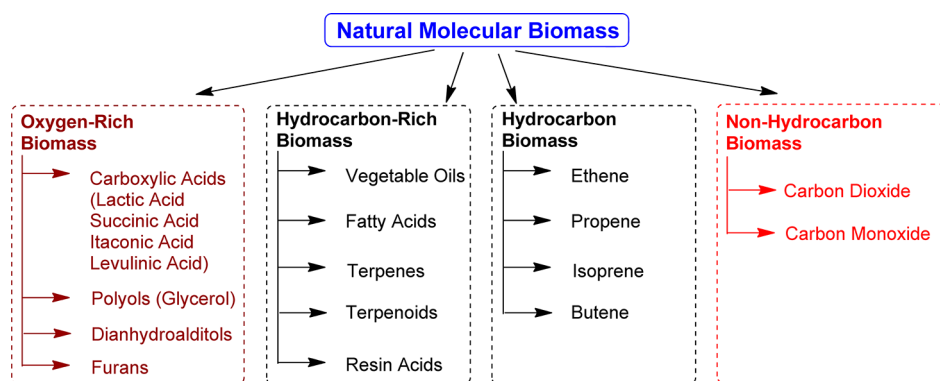 Natural Molecular Biomass
Oxygen-Rich
Biomass
Carboxylic Acids
(Lactic Acid
Succinic Acid
Itaconic Acid
Levulinic Acid)
Polyols (Glycerol)
Dianhydroalditols
Furans
Hydrocarbon-Rich
Biomass
Vegetable Oils
Fatty Acids
Terpenes
Terpenoids
Resin Acids
Hydrocarbon
Biomass
Ethene
Propene
Isoprene
Butene
Non-Hydrocarbon
Biomass
Carbon Dioxide
Carbon Monoxide